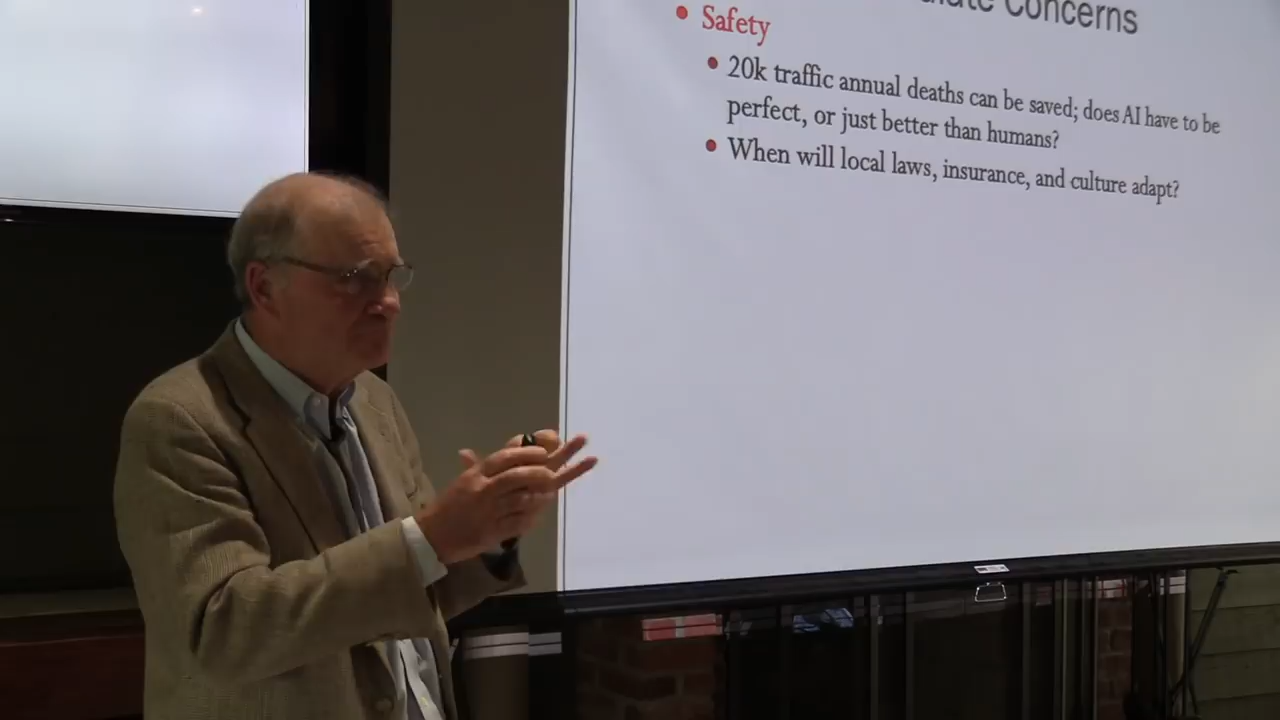 Concerns
• Safety
• 20k traffic annual deaths can be saved; does AI have to be
perfect, or just better than humans?
• When will local laws, insurance, and culture adapt?